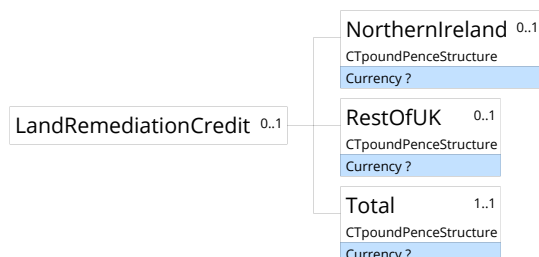 NorthernIreland 0..1
CTpoundPenceStructure
Currency ?
LandRemediationCredit 0..1
RestOfUK 0..1
CTpoundPenceStructure
Currency ?
Total 1..1
CTpoundPenceStructure
Currency ?